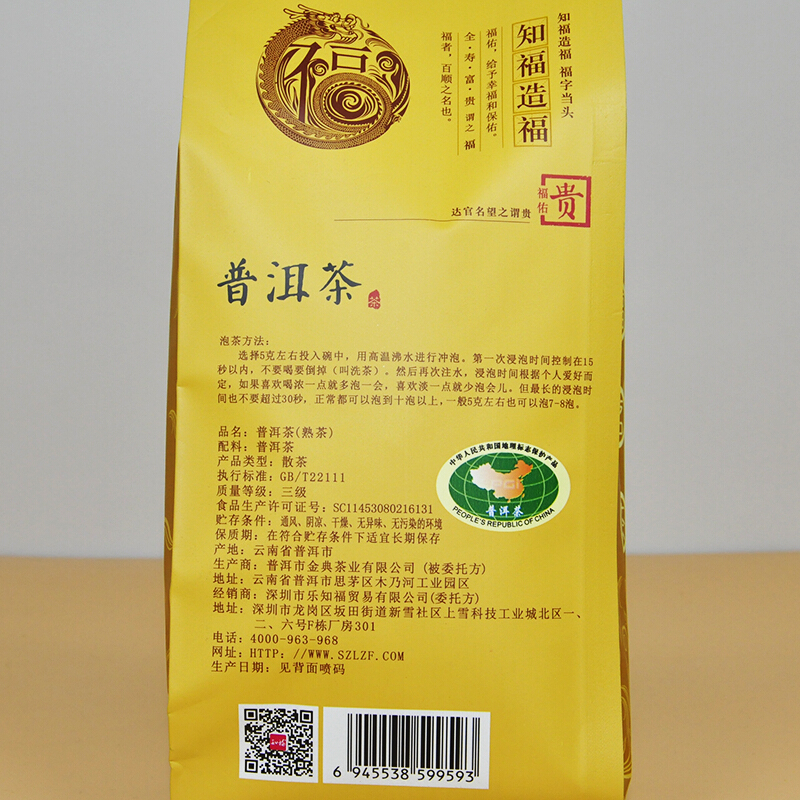 福
知福造福 福字当头
知福造福
福佑，给予幸福和保佑。
全·寿·富·贵 谓之 福
福者，百顺之名也。
贵
福佑
达官名望之谓贵
普洱茶
茶
泡茶方法：
选择5克左右投入碗中，用高温沸水进行冲泡。第一次浸泡时间控制在15
秒以内，不要喝要倒掉（叫洗茶）。然后再次注水，浸泡时间根据个人爱好而
定，如果喜欢喝浓一点就多泡一会，喜欢淡一点就少泡会儿。但最长的浸泡时
间也不要超过30秒，正常都可以泡到十泡以上，一般5克左右也可以泡7-8泡。
品名：普洱茶(熟茶)
配料：普洱茶
产品类型：散茶
执行标准：GB/T22111
质量等级：三级
食品生产许可证号：SC11453080216131
贮存条件：通风、阴凉、干燥、无异味、无污染的环境
保质期：在符合贮存条件下适宜长期保存
产地：云南省普洱市
生产商：普洱市金典茶业有限公司（被委托方)
地址：云南省普洱市思茅区木乃河工业园区
经销商：深圳市乐知福贸易有限公司(委托方)
地址：深圳市龙岗区坂田街道新雪社区上雪科技工业城北区一、
二、六号F栋厂房301
电话：4000-963-968
网址：HTTP：//WWW.SZLZF.COM
生产日期：见背面喷码
中华人民共和国地理标志保护产品
PGI
普洱茶
PEOPLE'S REPUBLIC OF CHINA
知福
6 945538 599593